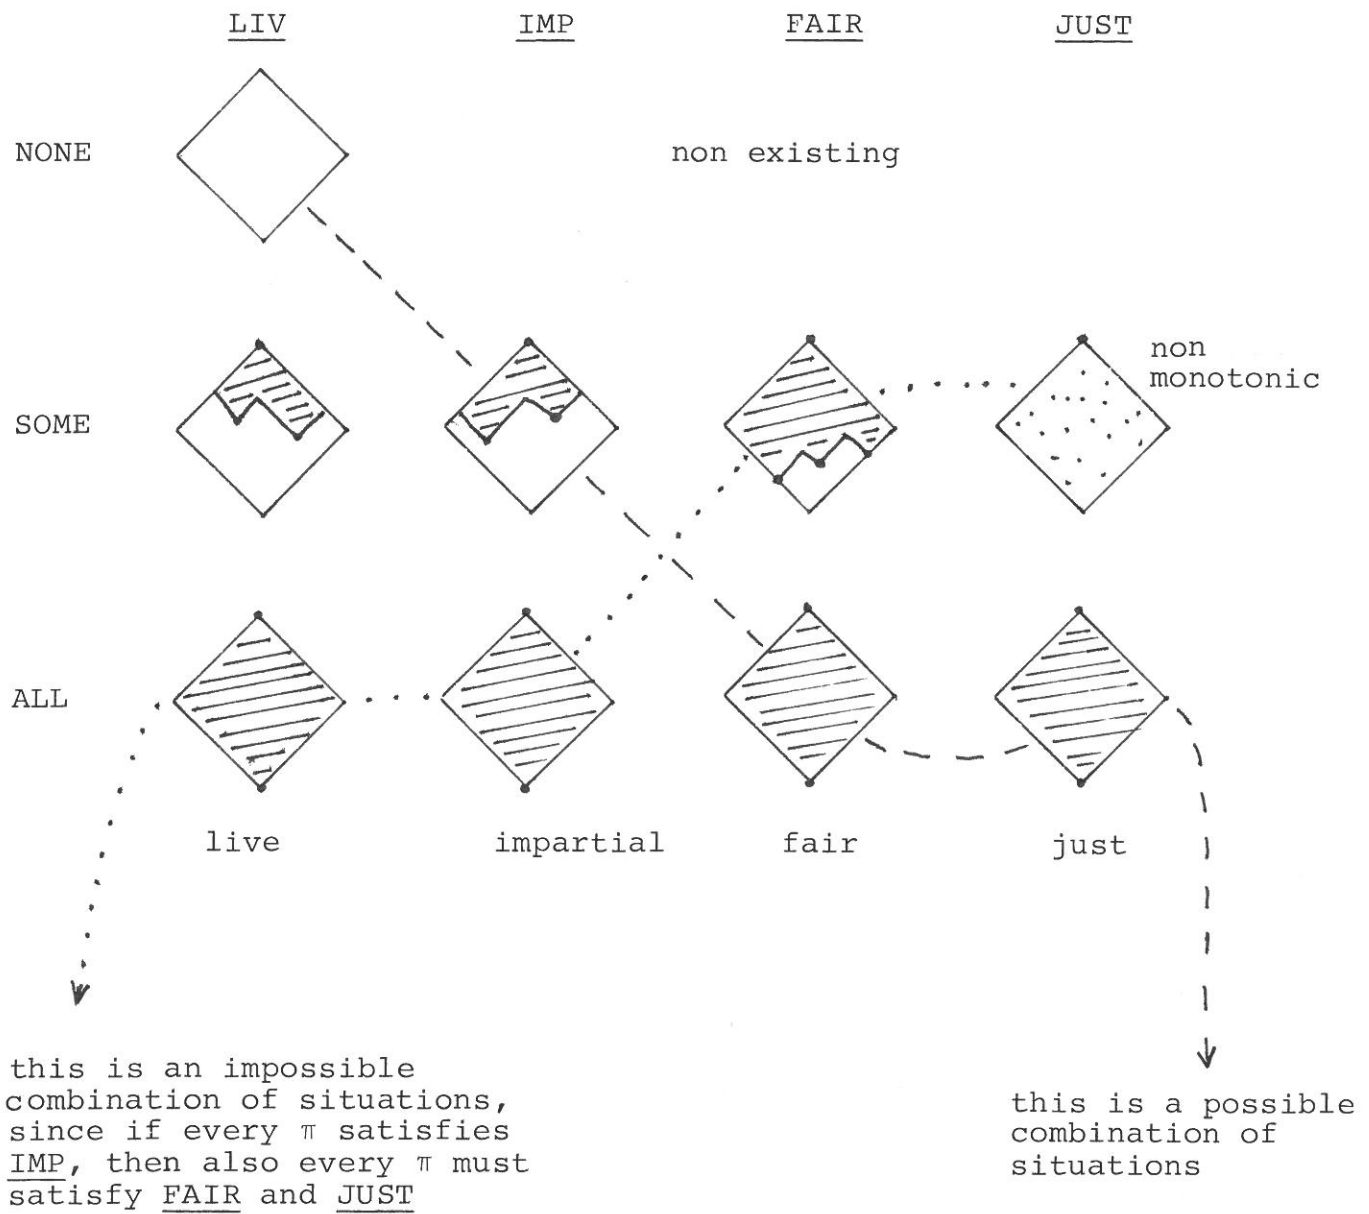 LIV IMP FAIR JUST
NONE non existing
non
monotonic
SOME
ALL
live impartial fair just
this is an impossible
combination of situations,
since if every π satisfies
IMP, then also every π must
satisfy FAIR and JUST
this is a possible
combination of
situations